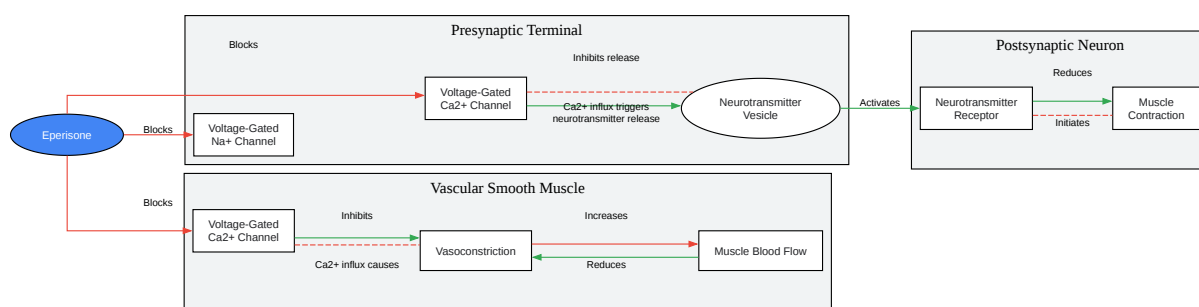 Presynaptic Terminal
Blocks
Inhibits release
Voltage-Gated
Ca2+ Channel
Ca2+ influx triggers
neurotransmitter release
Neurotransmitter
Vesicle
Eperisone
Blocks
Voltage-Gated
Na+ Channel
Activates
Postsynaptic Neuron
Reduces
Neurotransmitter
Receptor
Initiates
Muscle
Contraction
Vascular Smooth Muscle
Blocks
Voltage-Gated
Ca2+ Channel
Inhibits
Ca2+ influx causes
Vasoconstriction
Increases
Reduces
Muscle Blood Flow